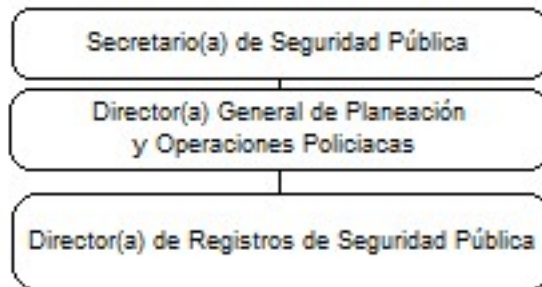 Secretario(a) de Seguridad Pública
Director(a) General de Planeación
y Operaciones Policiacas
Director(a) de Registros de Seguridad Pública